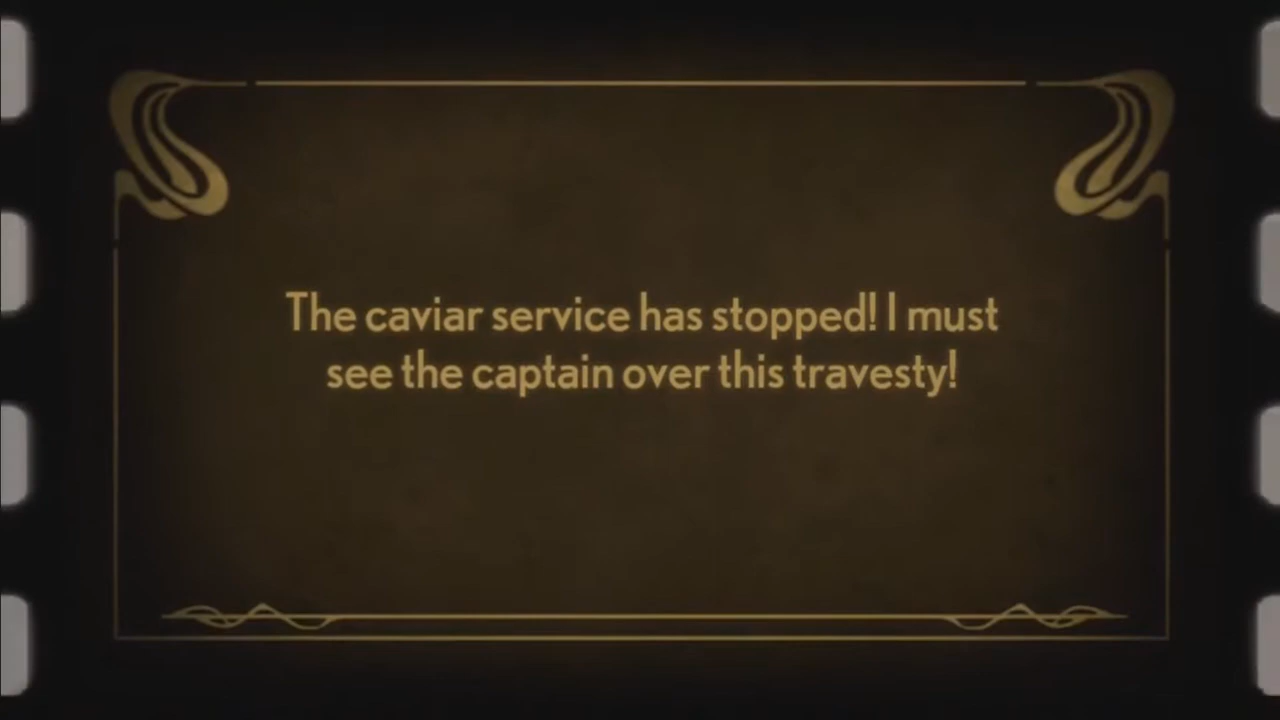 The caviar service has stopped! I must
see the captain over this travesty!